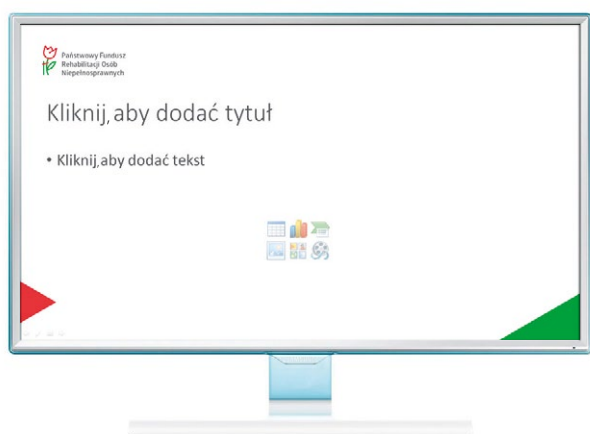 Państwowy Fundusz
Rehabilitacji Osób
Niepełnosprawnych
Kliknij, aby dodać tytuł
• Kliknij, aby dodać tekst